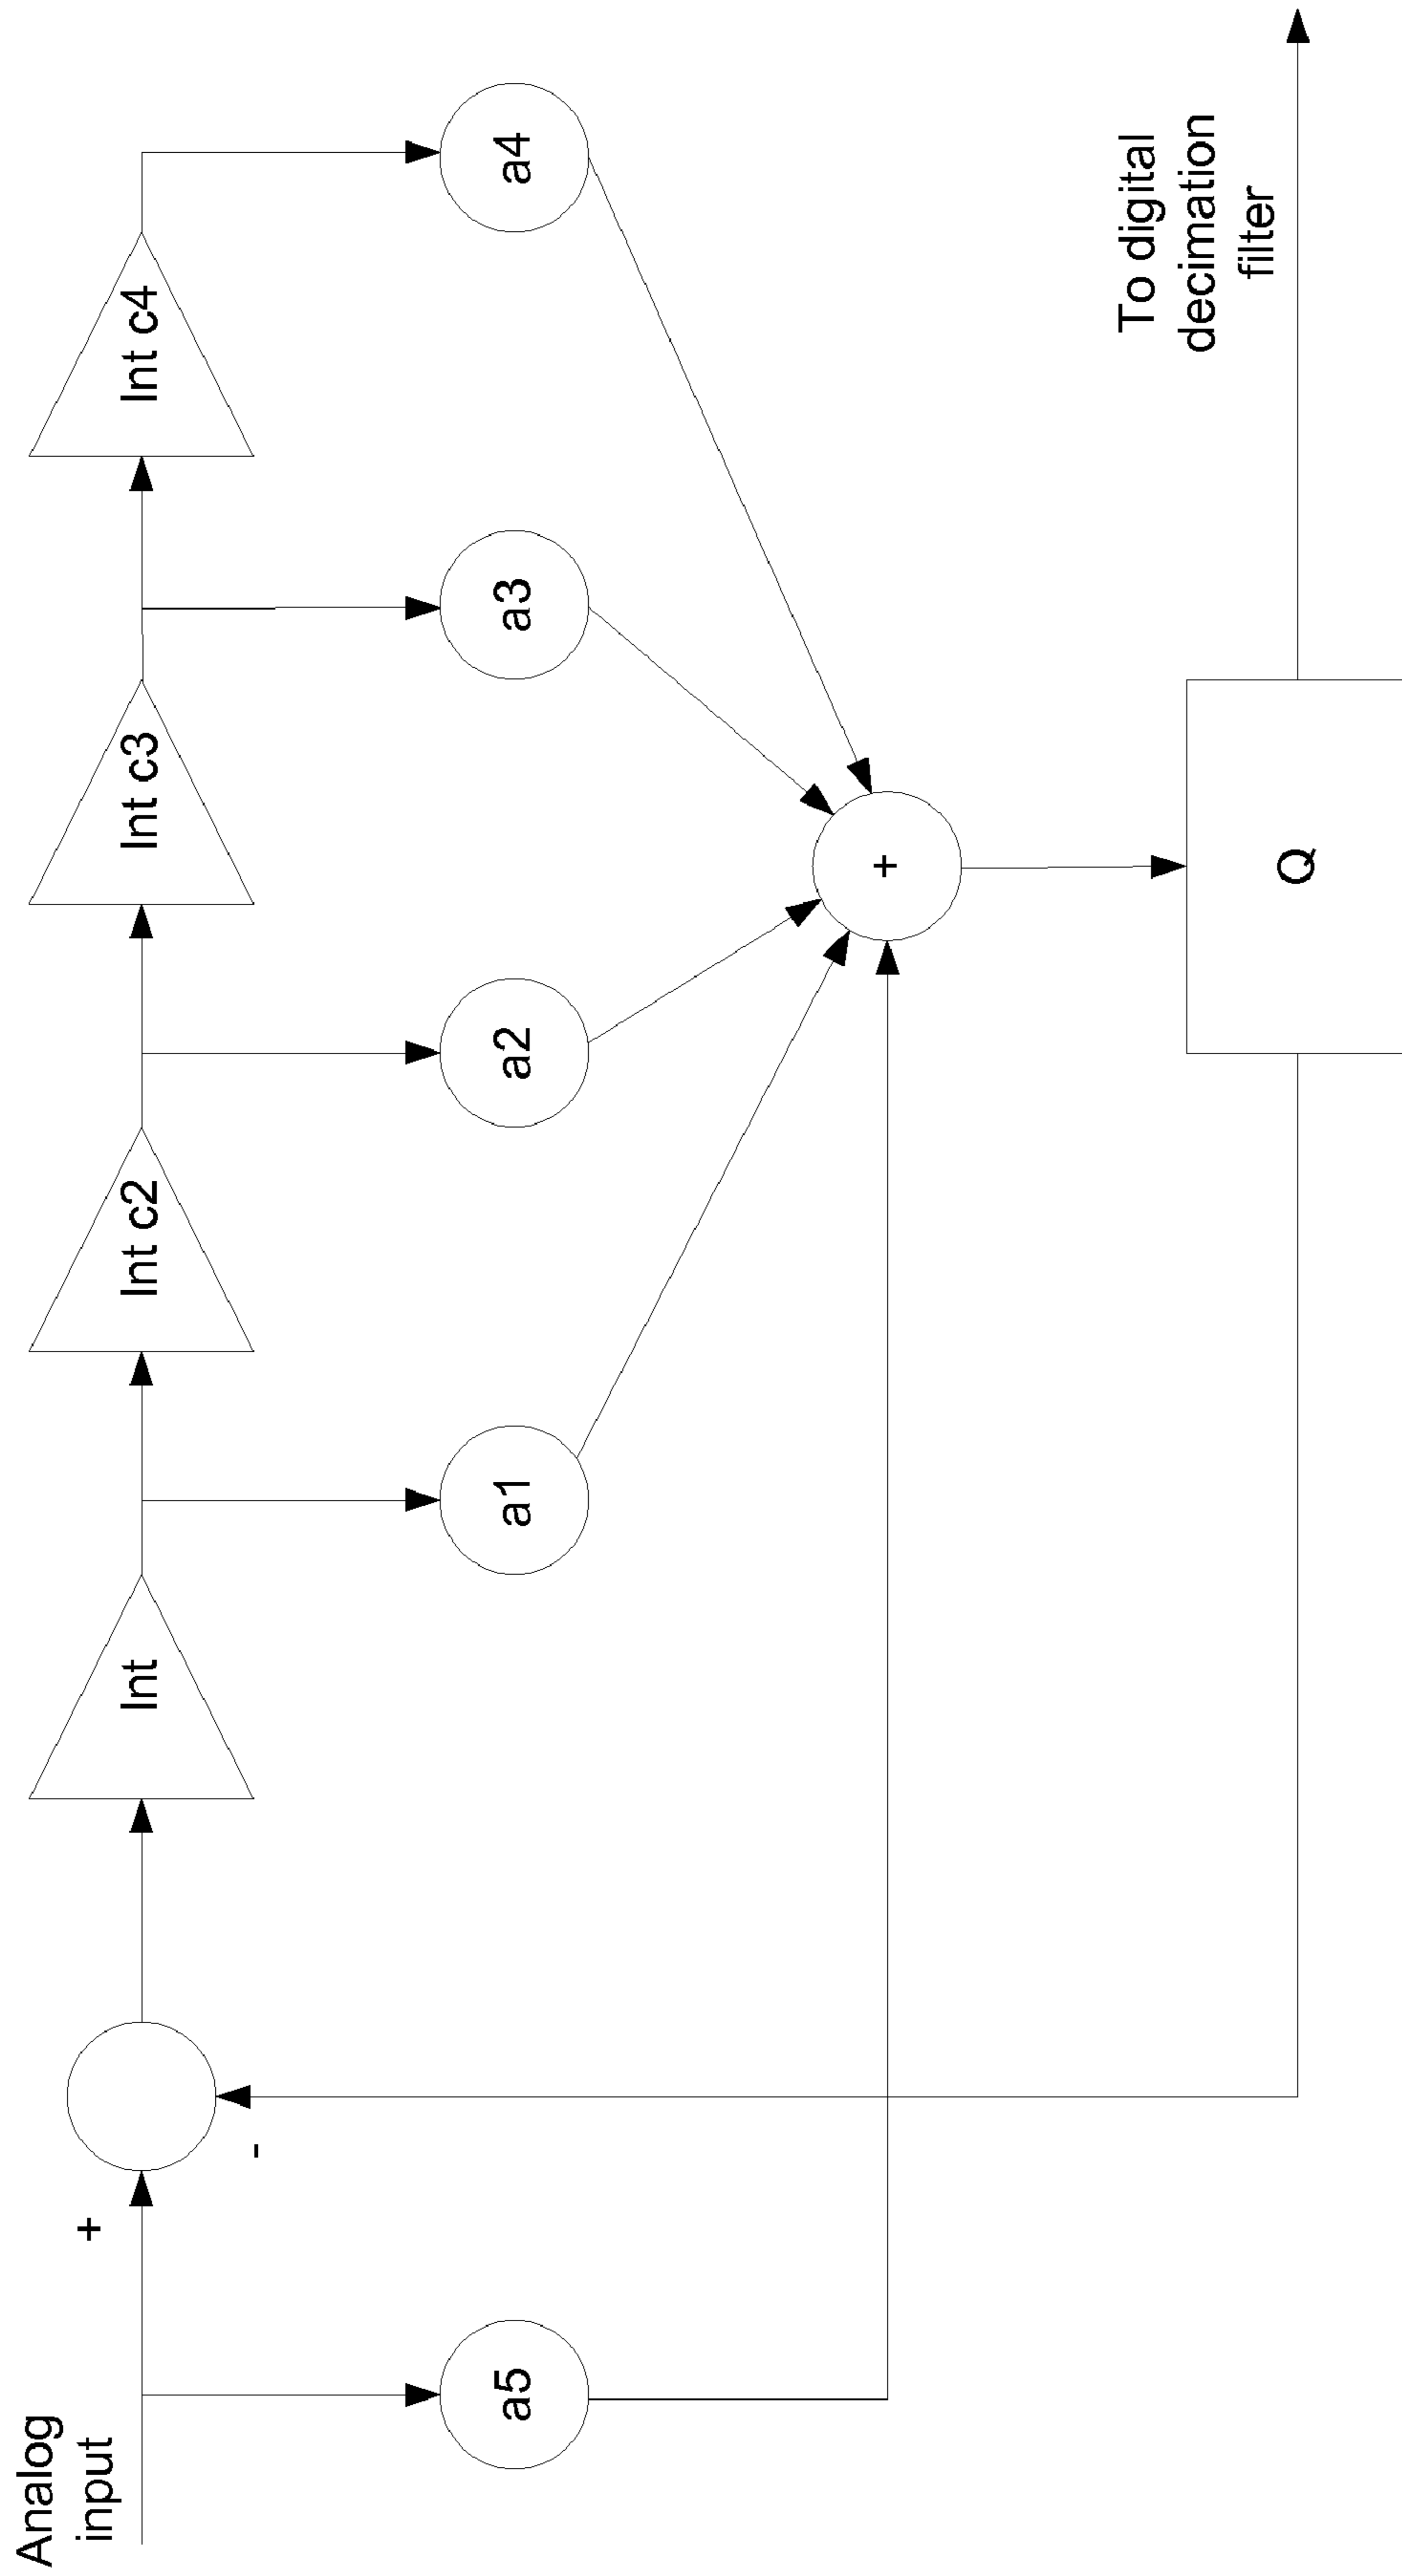 Analog
input
+
-
Int
Int c2
Int c3
Int c4
a5
a1
a2
a3
a4
+
Q
To digital
decimation
filter